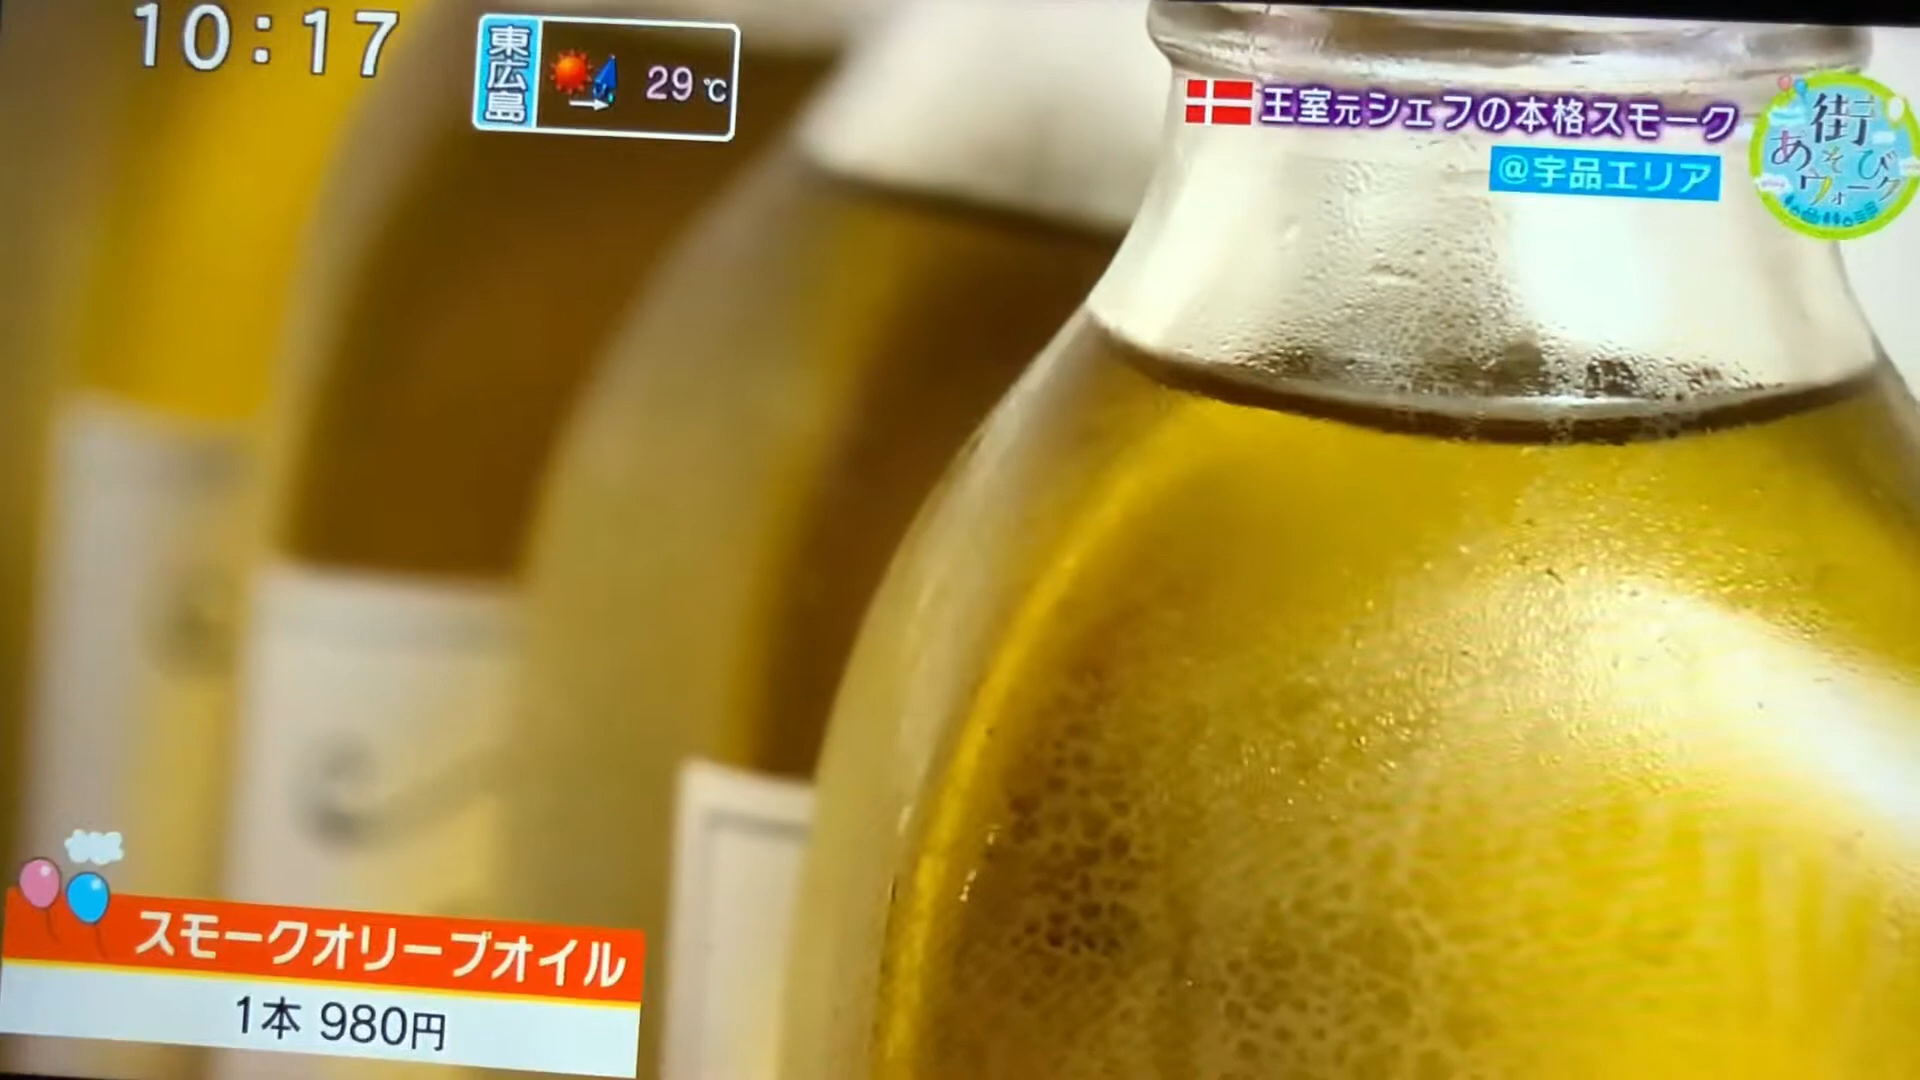 10:17
東広島
29℃
王室元シェフの本格スモーク
@宇品エリア
街
あそび
ウォーク
スモークオリーブオイル
1本 980円